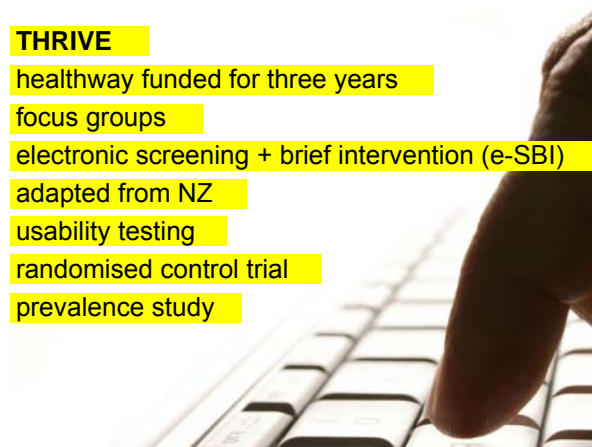 THRIVE
healthway funded for three years
focus groups
electronic screening + brief intervention (e-SBI)
adapted from NZ
usability testing
randomised control trial
prevalence study